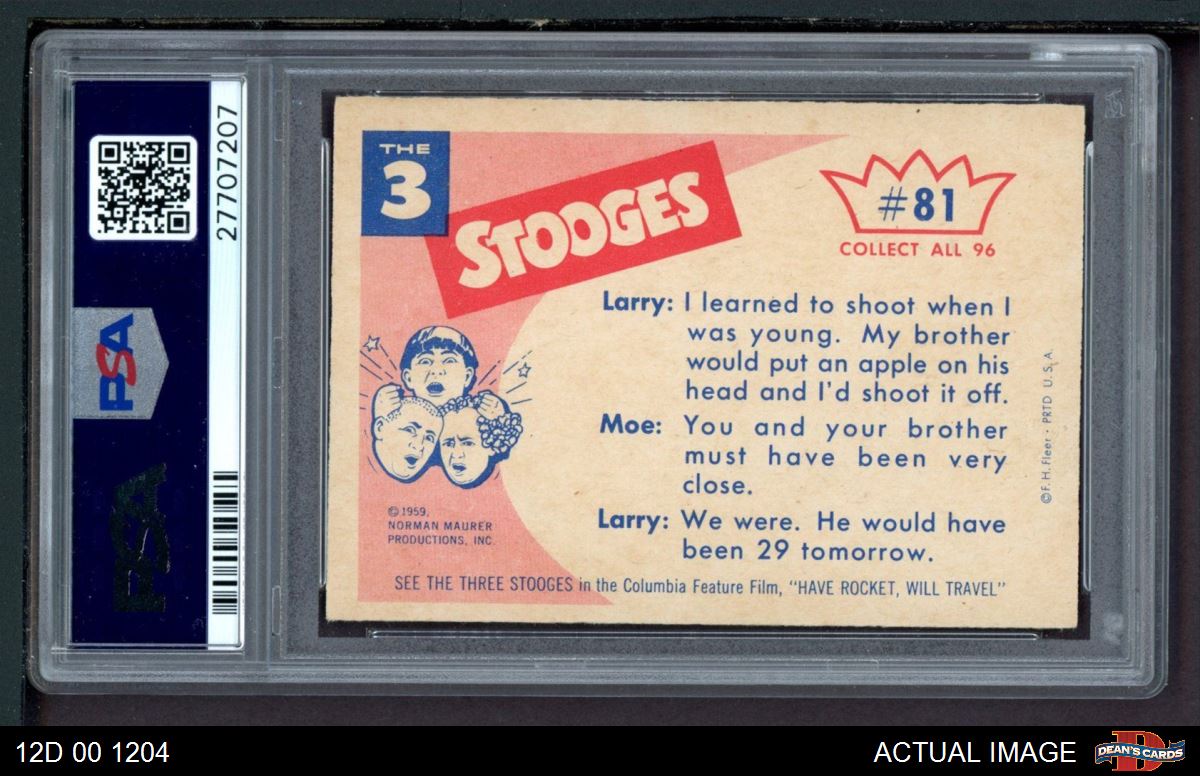 27707207
PSA
PSA
THE
3
STOOGES
#81
COLLECT ALL 96
Larry: I learned to shoot when I
was young. My brother
would put an apple on his
head and I'd shoot it off.
Moe: You and your brother
must have been very
close.
Larry: We were. He would have
been 29 tomorrow.
©1959,
NORMAN MAURER
PRODUCTIONS, INC.
SEE THE THREE STOOGES in the Columbia Feature Film, "HAVE ROCKET, WILL TRAVEL"
©F.H. Fleer · PRTD U.S.A.
12D 00 1204
ACTUAL IMAGE
DEAN'S CARDS